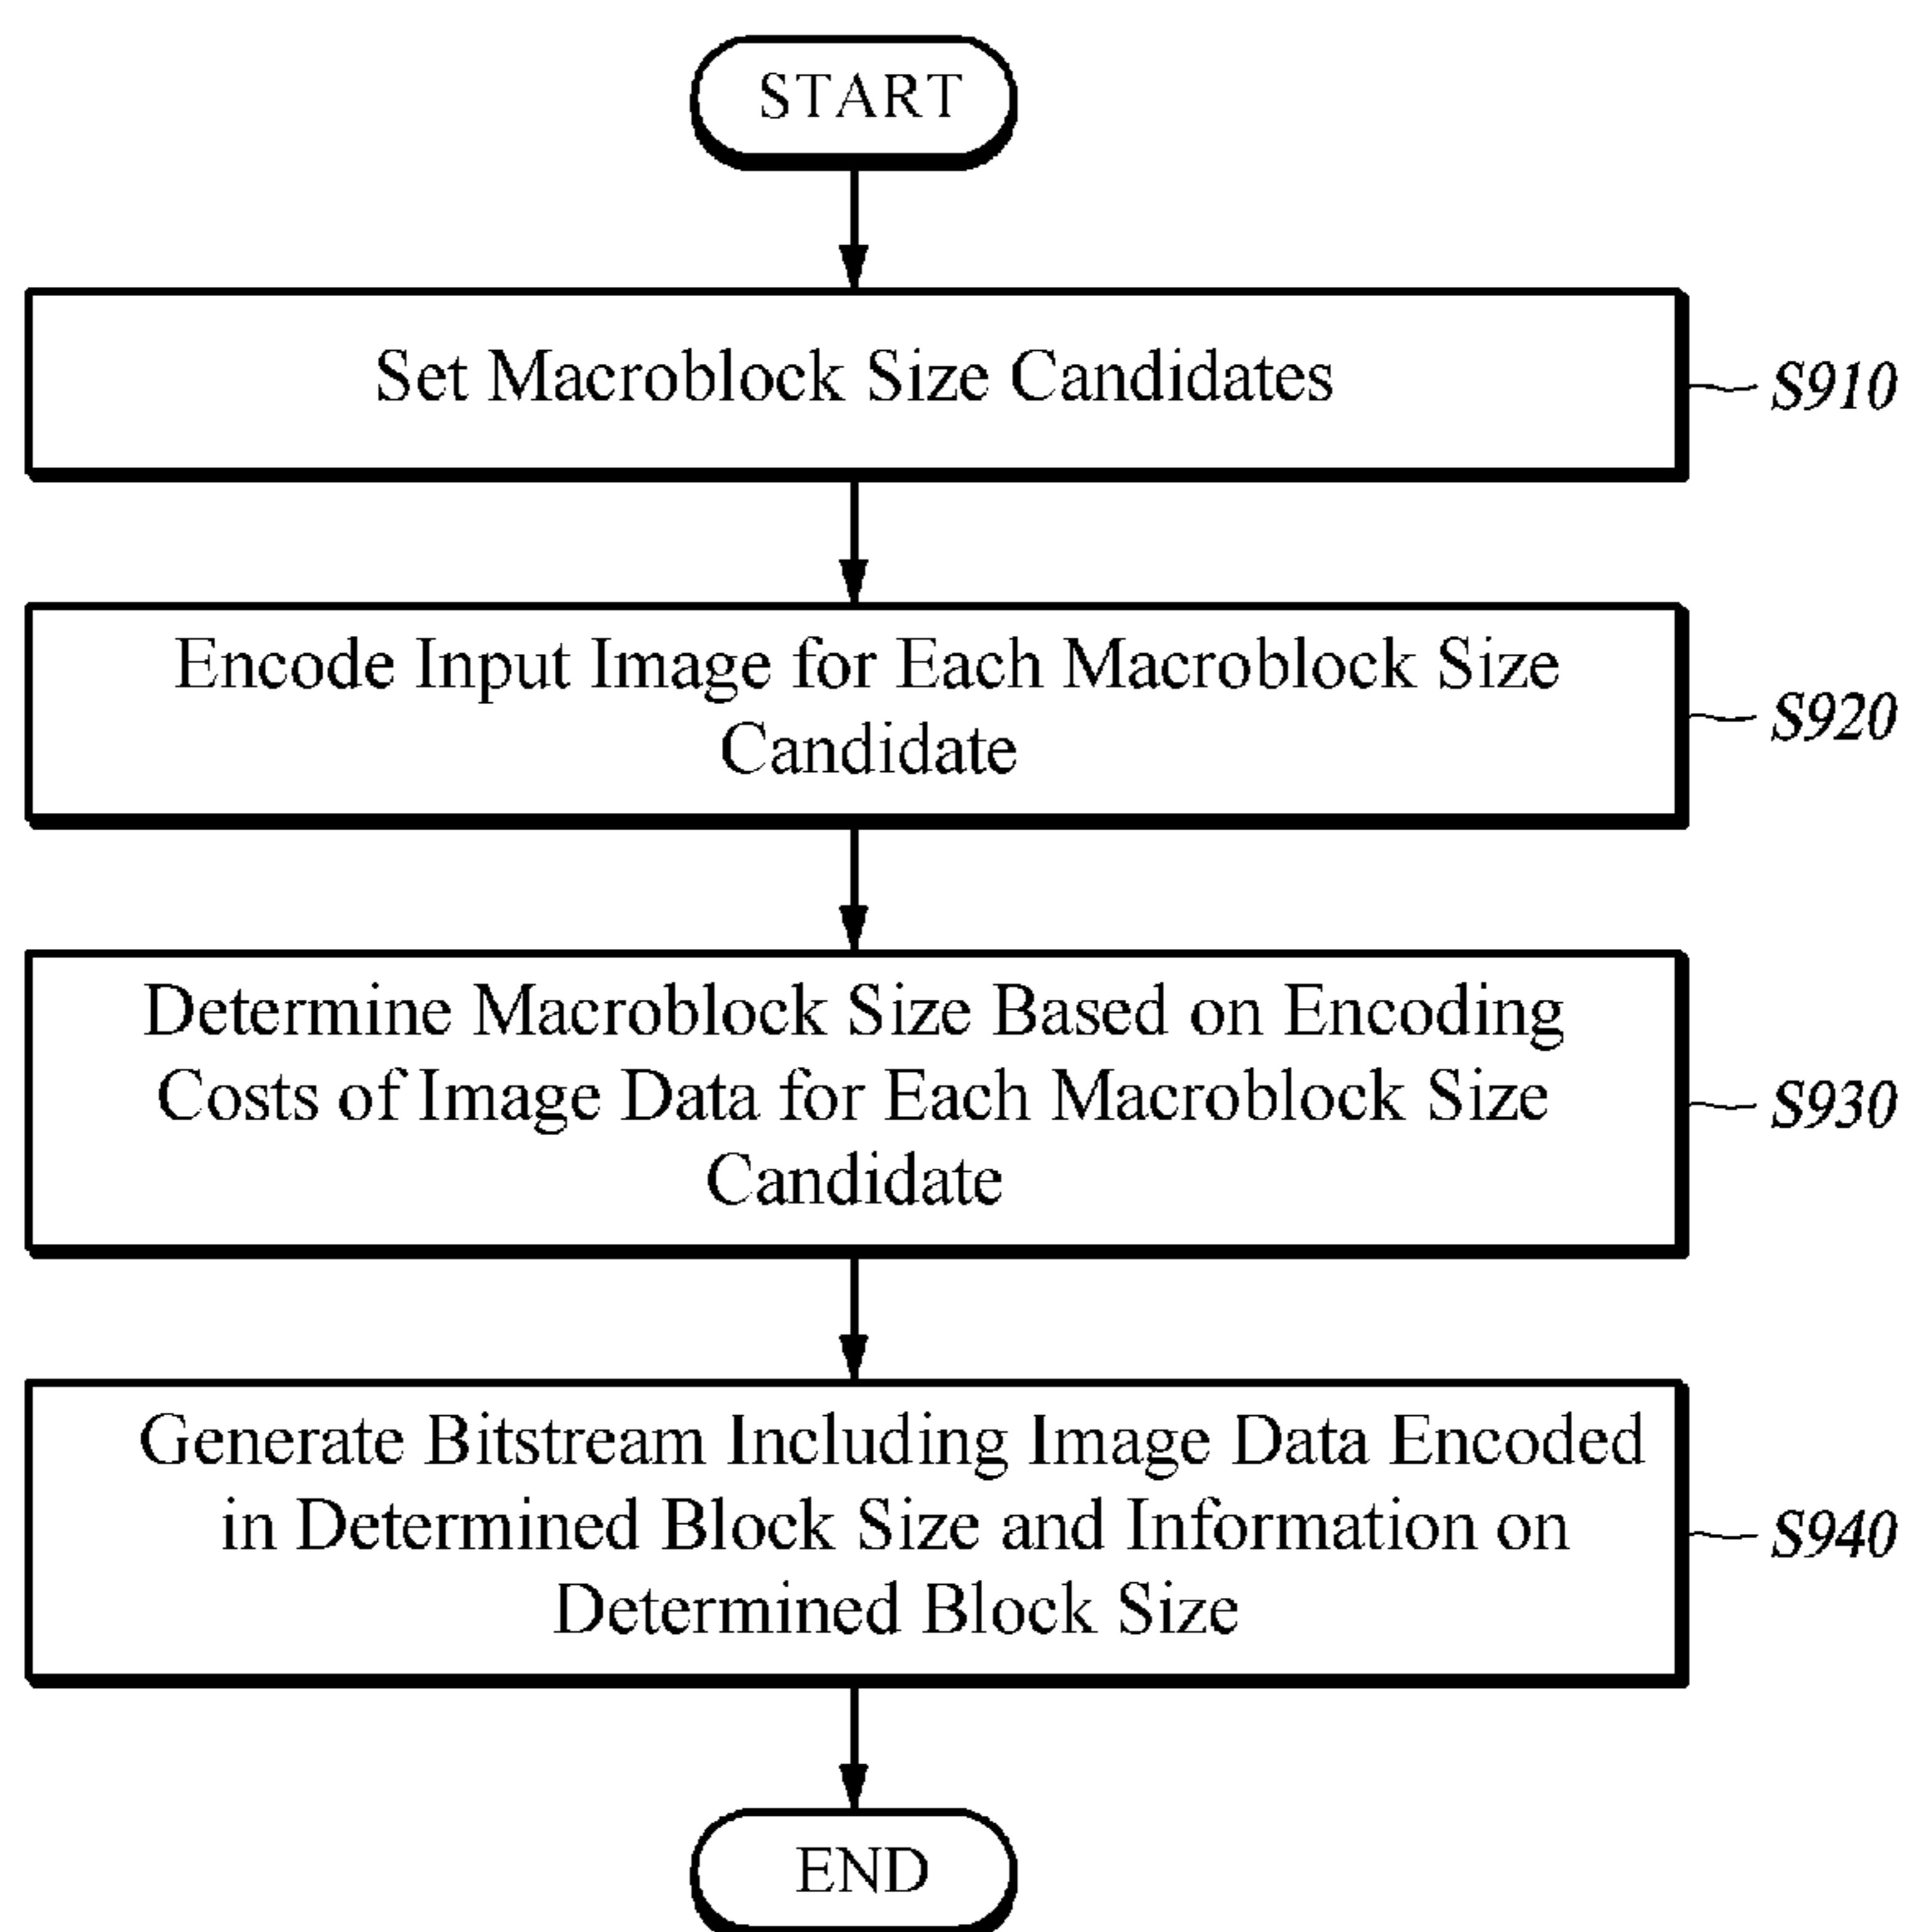 START
Set Macroblock Size Candidates
S910
Encode Input Image for Each Macroblock Size
Candidate
S920
Determine Macroblock Size Based on Encoding
Costs of Image Data for Each Macroblock Size
Candidate
S930
Generate Bitstream Including Image Data Encoded
in Determined Block Size and Information on
Determined Block Size
S940
END